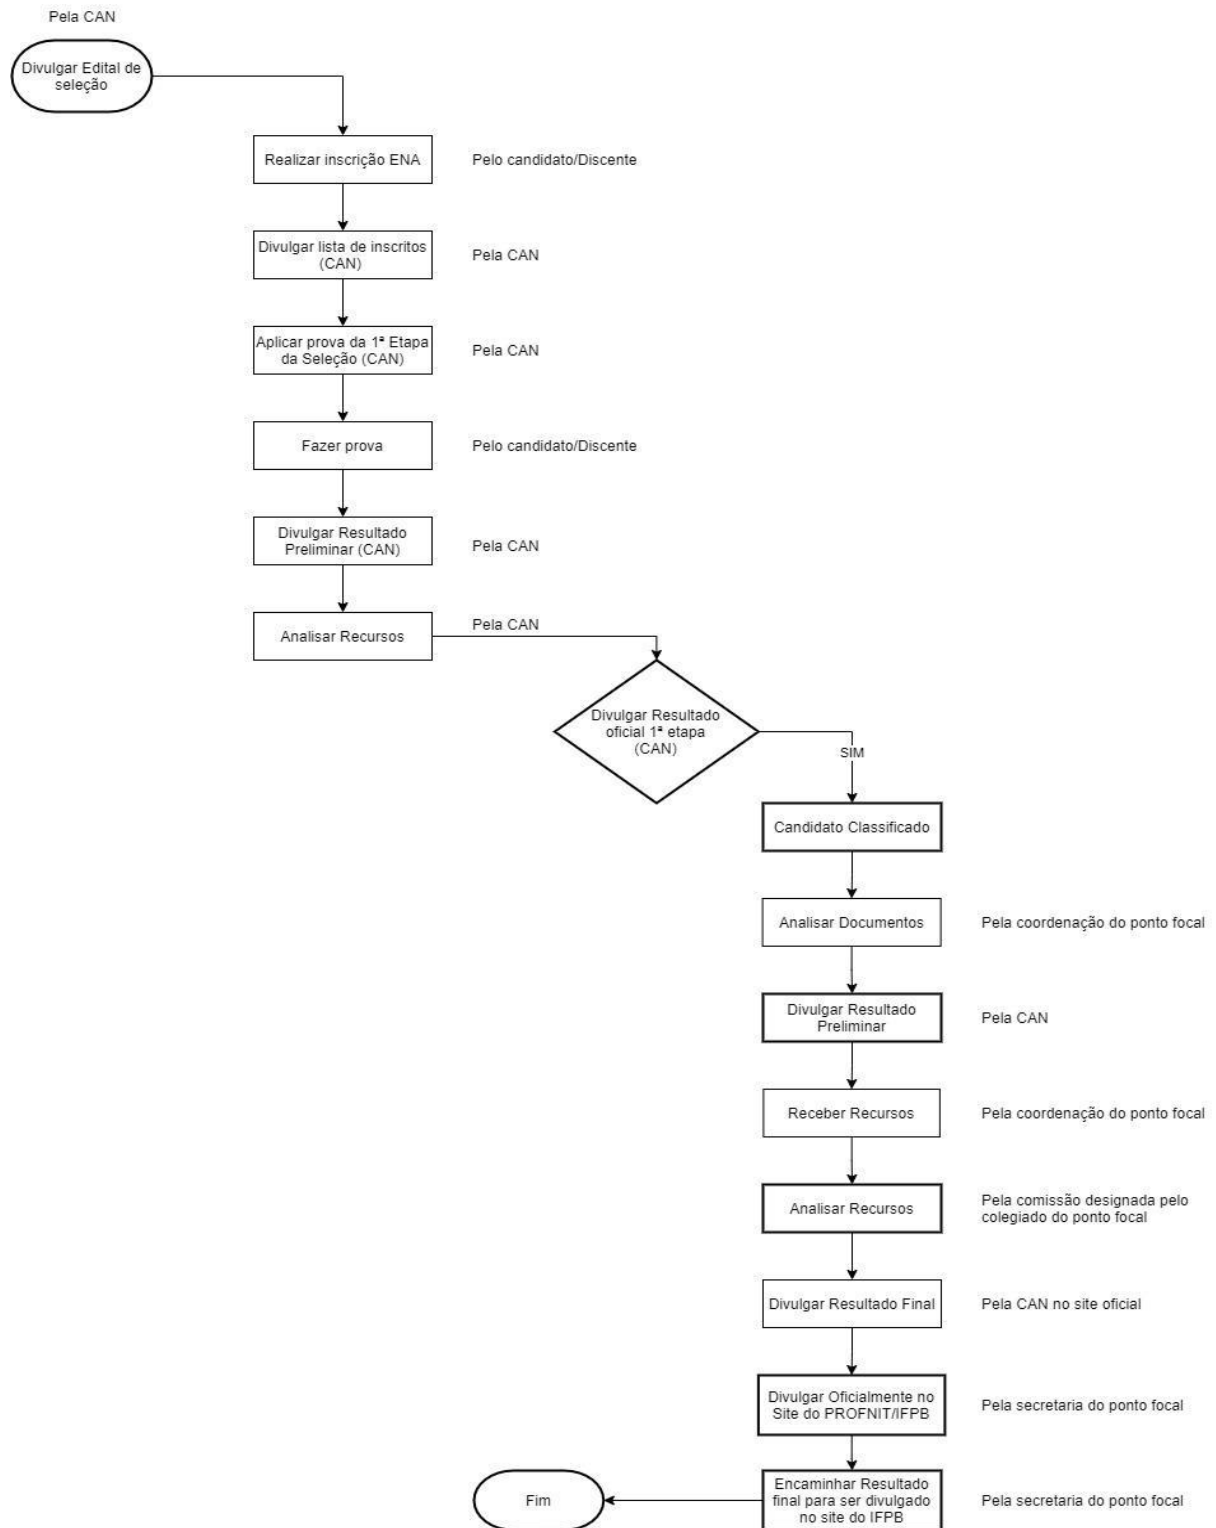 Pela CAN
Divulgar Edital de
seleção
Realizar inscrição ENA
Pelo candidato/Discente
Divulgar lista de inscritos
(CAN)
Pela CAN
Aplicar prova da 1ª Etapa
da Seleção (CAN)
Pela CAN
Fazer prova
Pelo candidato/Discente
Divulgar Resultado
Preliminar (CAN)
Pela CAN
Analisar Recursos
Pela CAN
Divulgar Resultado
oficial 1ª etapa
(CAN)
SIM
Candidato Classificado
Analisar Documentos
Pela coordenação do ponto focal
Divulgar Resultado
Preliminar
Pela CAN
Receber Recursos
Pela coordenação do ponto focal
Analisar Recursos
Pela comissão designada pelo
colegiado do ponto focal
Divulgar Resultado Final
Pela CAN no site oficial
Divulgar Oficialmente no
Site do PROFNIT/IFPB
Pela secretaria do ponto focal
Encaminhar Resultado
final para ser divulgado
no site do IFPB
Pela secretaria do ponto focal
Fim